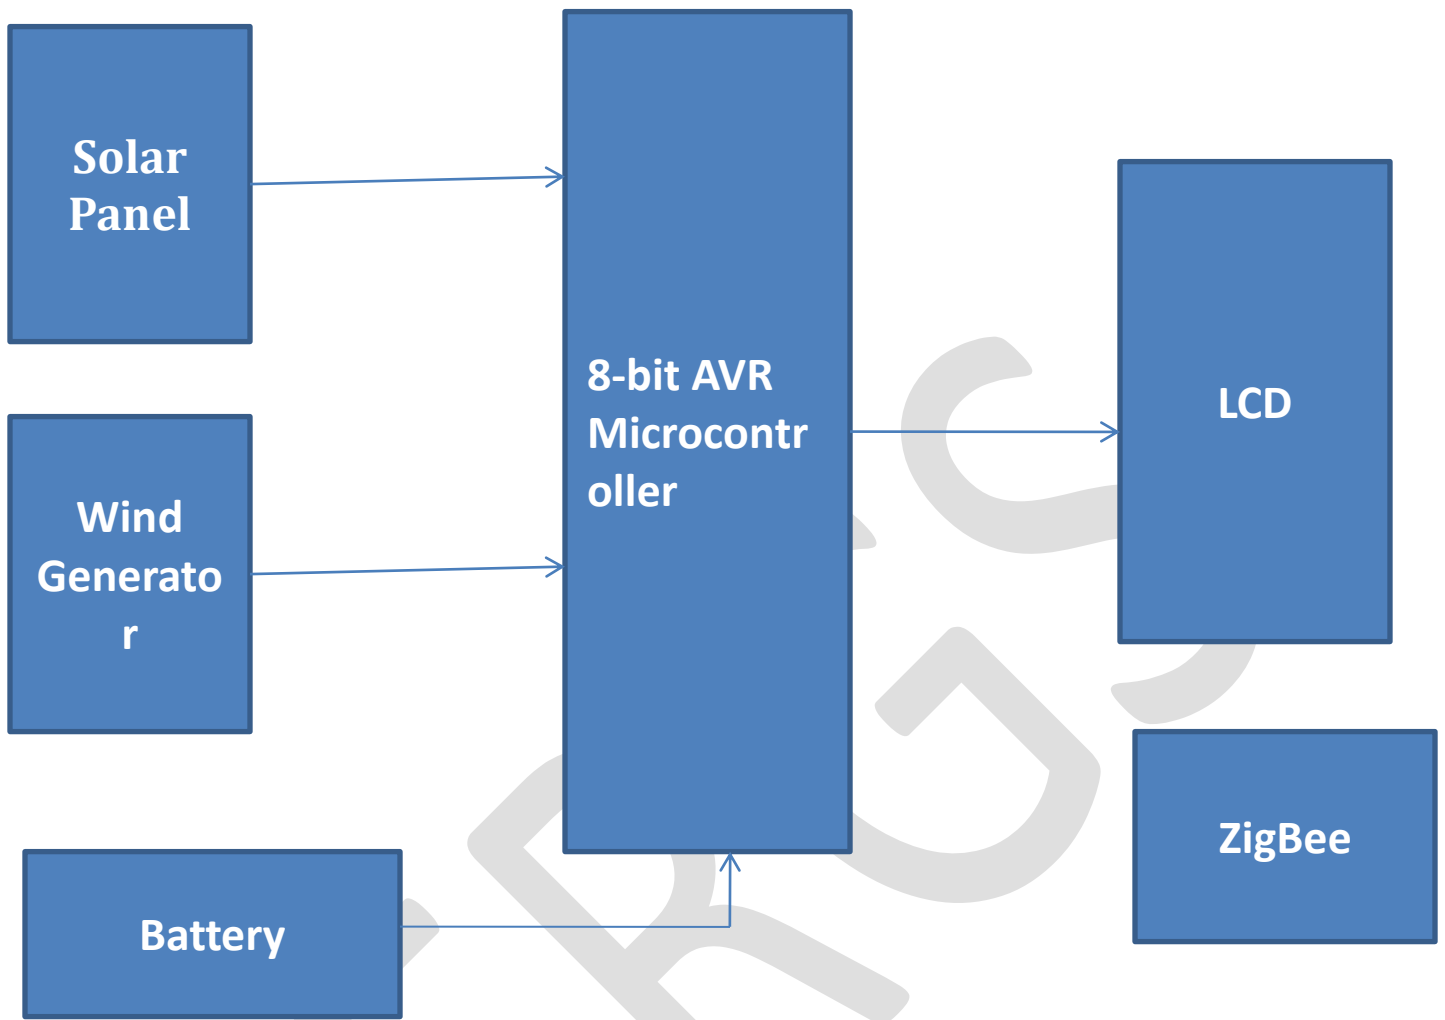 Solar
Panel
8-bit AVR
Microcontr
oller
LCD
Wind
Generato
r
ZigBee
Battery